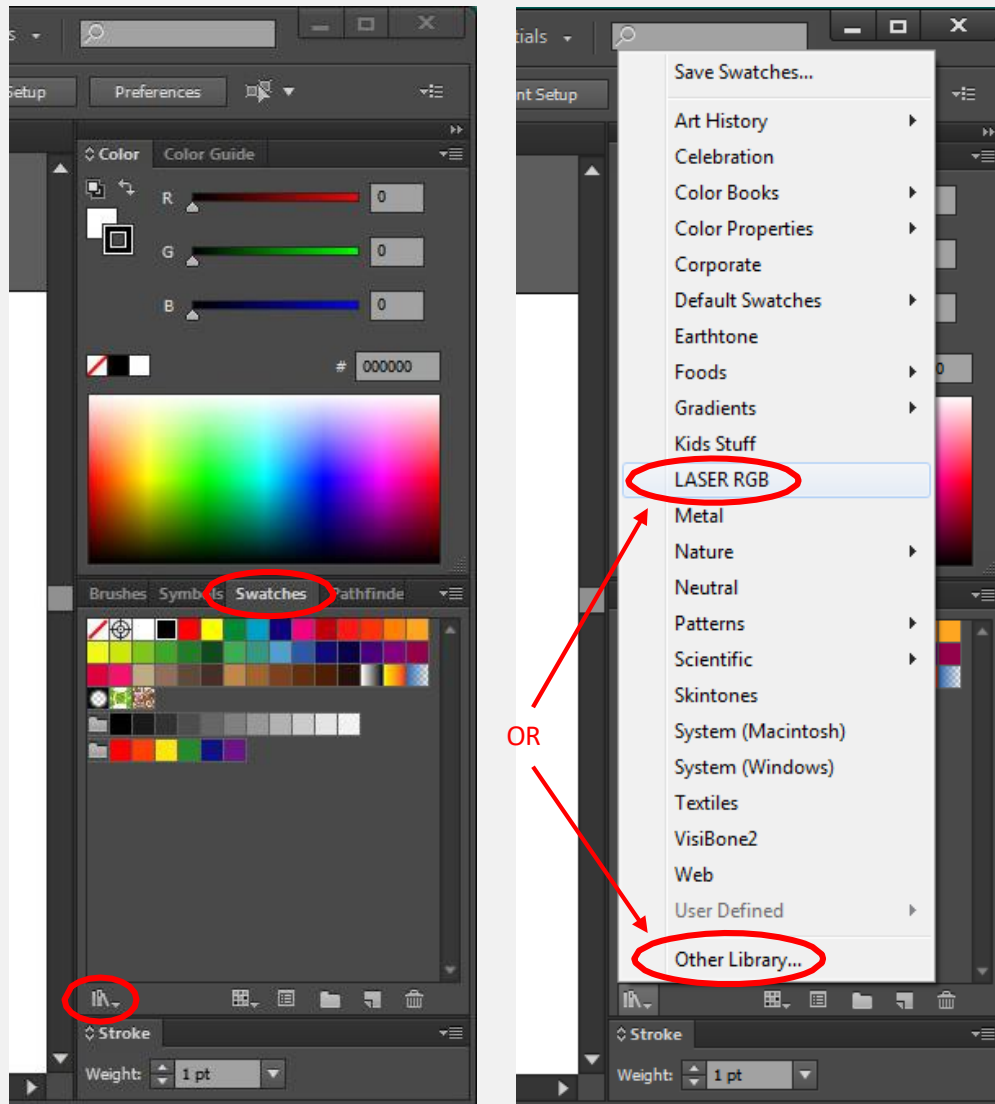 s
Setup
Preferences
Color Color Guide
R 0
G 0
B 0
# 000000
Brushes Symbols Swatches Pathfinde
Stroke
Weight: 1 pt
OR
tials
nt Setup
Save Swatches...
Art History
Celebration
Color Books
Color Properties
Corporate
Default Swatches
Earthtone
Foods
0
Gradients
Kids Stuff
LASER RGB
Metal
Nature
Neutral
Patterns
Scientific
Skintones
System (Macintosh)
System (Windows)
Textiles
VisiBone2
Web
User Defined
Other Library...
Stroke
Weight: 1 pt